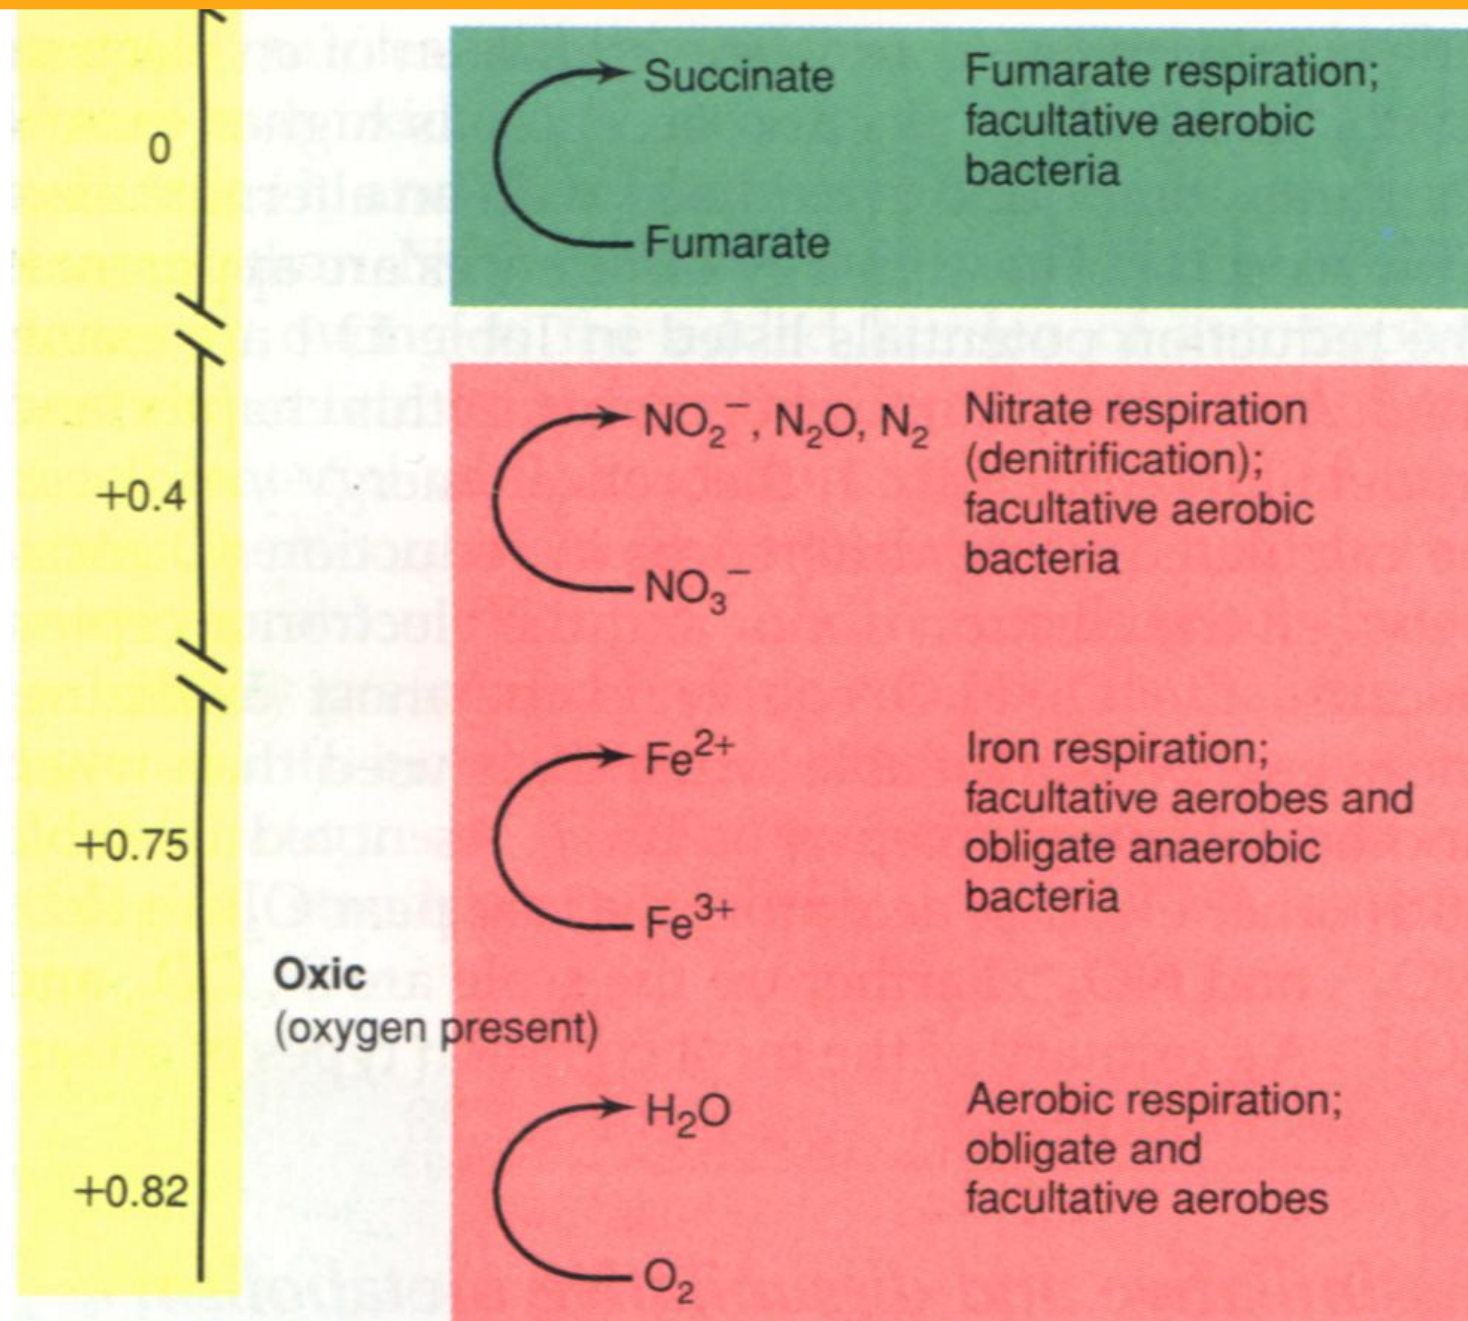 0
Succinate
Fumarate respiration;
facultative aerobic
bacteria
Fumarate
+0.4
NO₂⁻, N₂O, N₂
Nitrate respiration
(denitrification);
facultative aerobic
bacteria
NO₃⁻
+0.75
Fe²⁺
Iron respiration;
facultative aerobes and
obligate anaerobic
bacteria
Fe³⁺
Oxic
(oxygen present)
+0.82
H₂O
Aerobic respiration;
obligate and
facultative aerobes
O₂